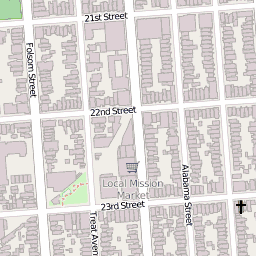 21st Street
Folsom Street
22nd Street
Local Mission
Market
Alabama Street
23rd Street
Treat Aven